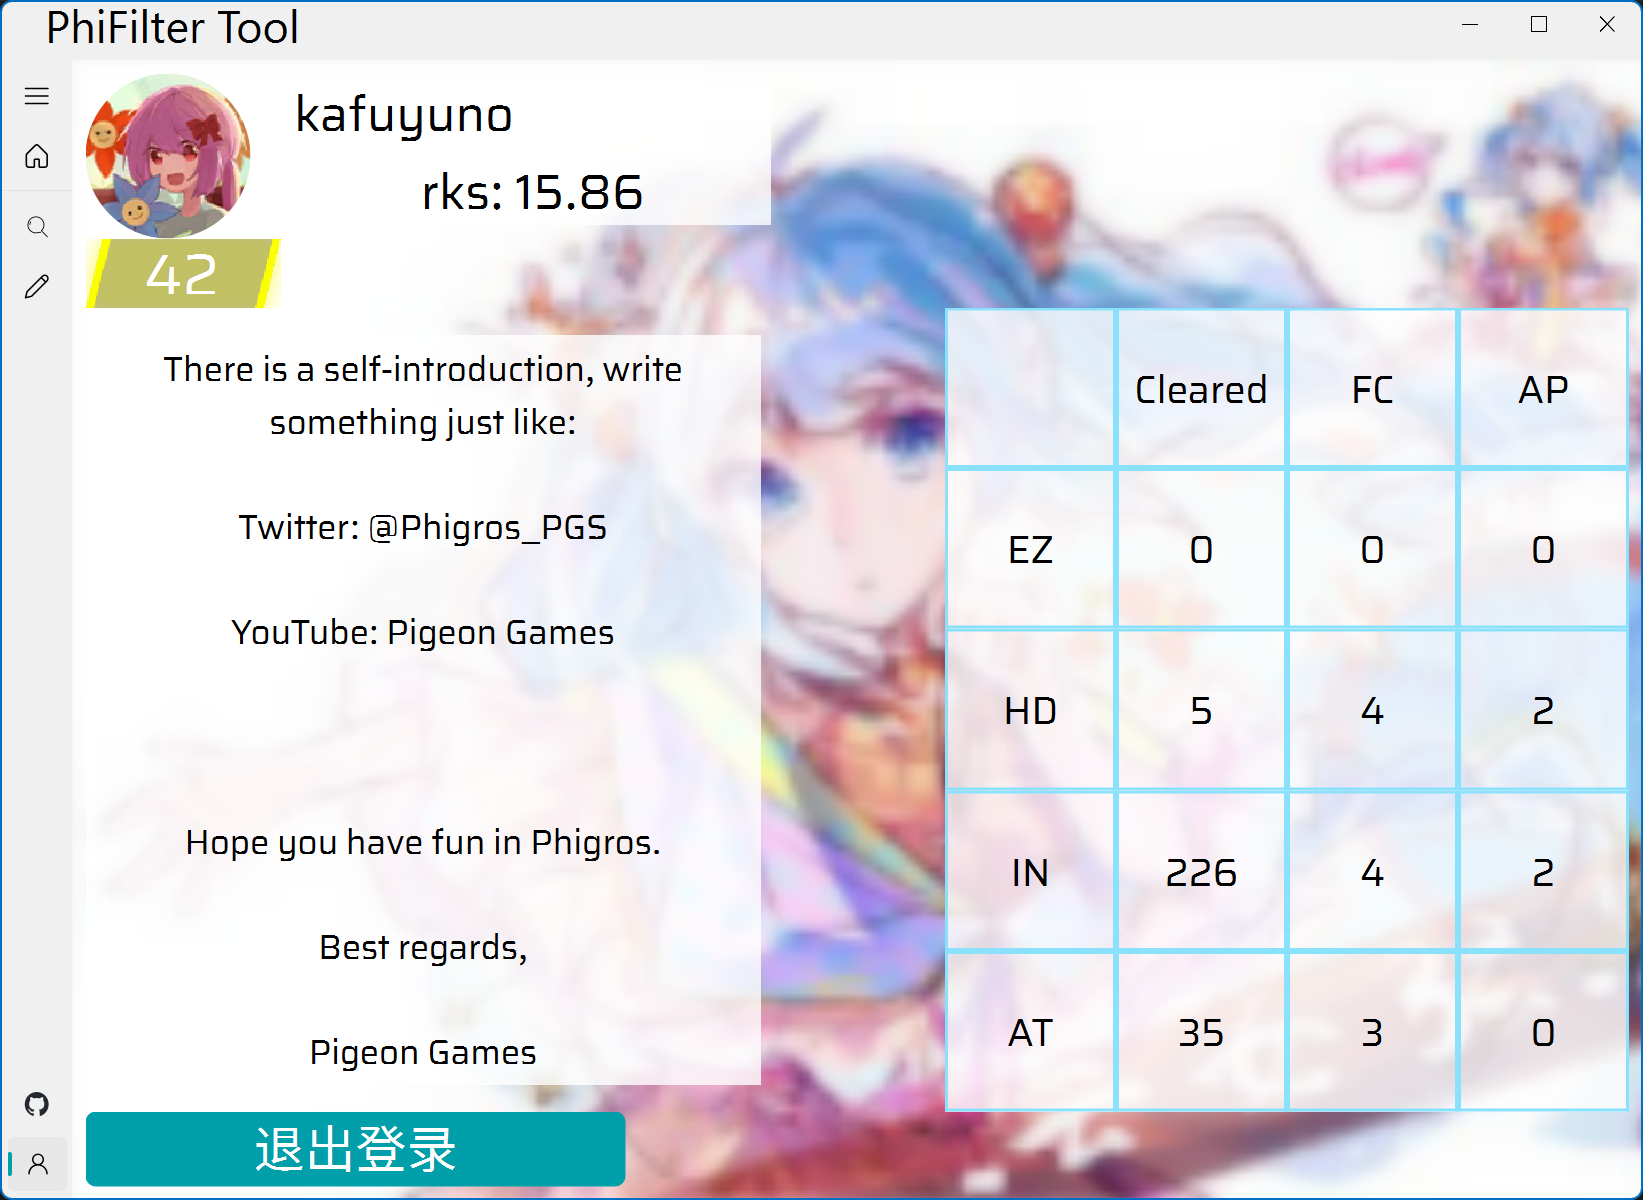 PhiFilter Tool
kafuyuno
rks: 15.86
42
There is a self-introduction, write
something just like:
Twitter: @Phigros_PGS
YouTube: Pigeon Games
Hope you have fun in Phigros.
Best regards,
Pigeon Games
退出登录
Cleared FC AP
EZ 0 0 0
HD 5 4 2
IN 226 4 2
AT 35 3 0